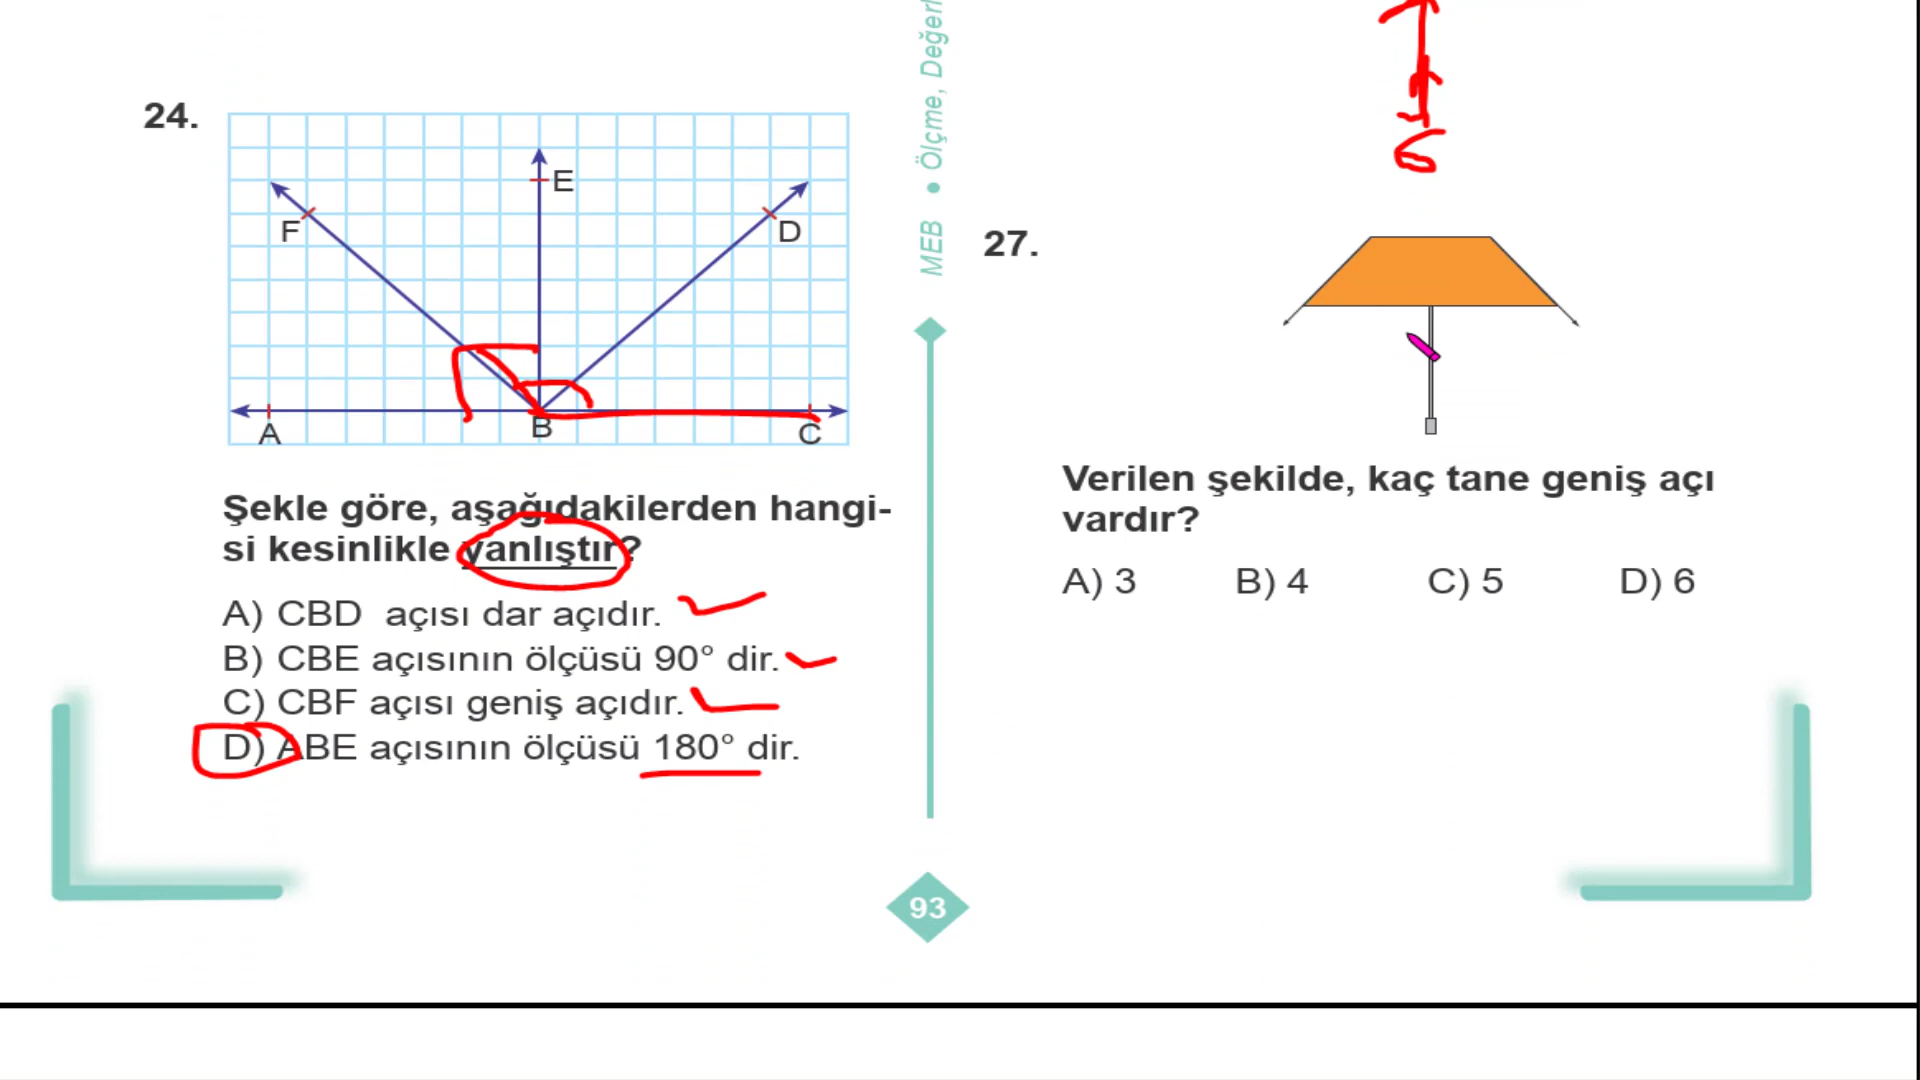 24.
E
F
D
A
B
C
Şekle göre, aşağıdakilerden hangi-
si kesinlikle yanlıştır?
A) CBD açısı dar açıdır.
B) CBE açısının ölçüsü 90° dir.
C) CBF açısı geniş açıdır.
D) ABE açısının ölçüsü 180° dir.
MEB ● Ölçme, Değerl
93
27.
Verilen şekilde, kaç tane geniş açı
vardır?
A) 3 B) 4 C) 5 D) 6